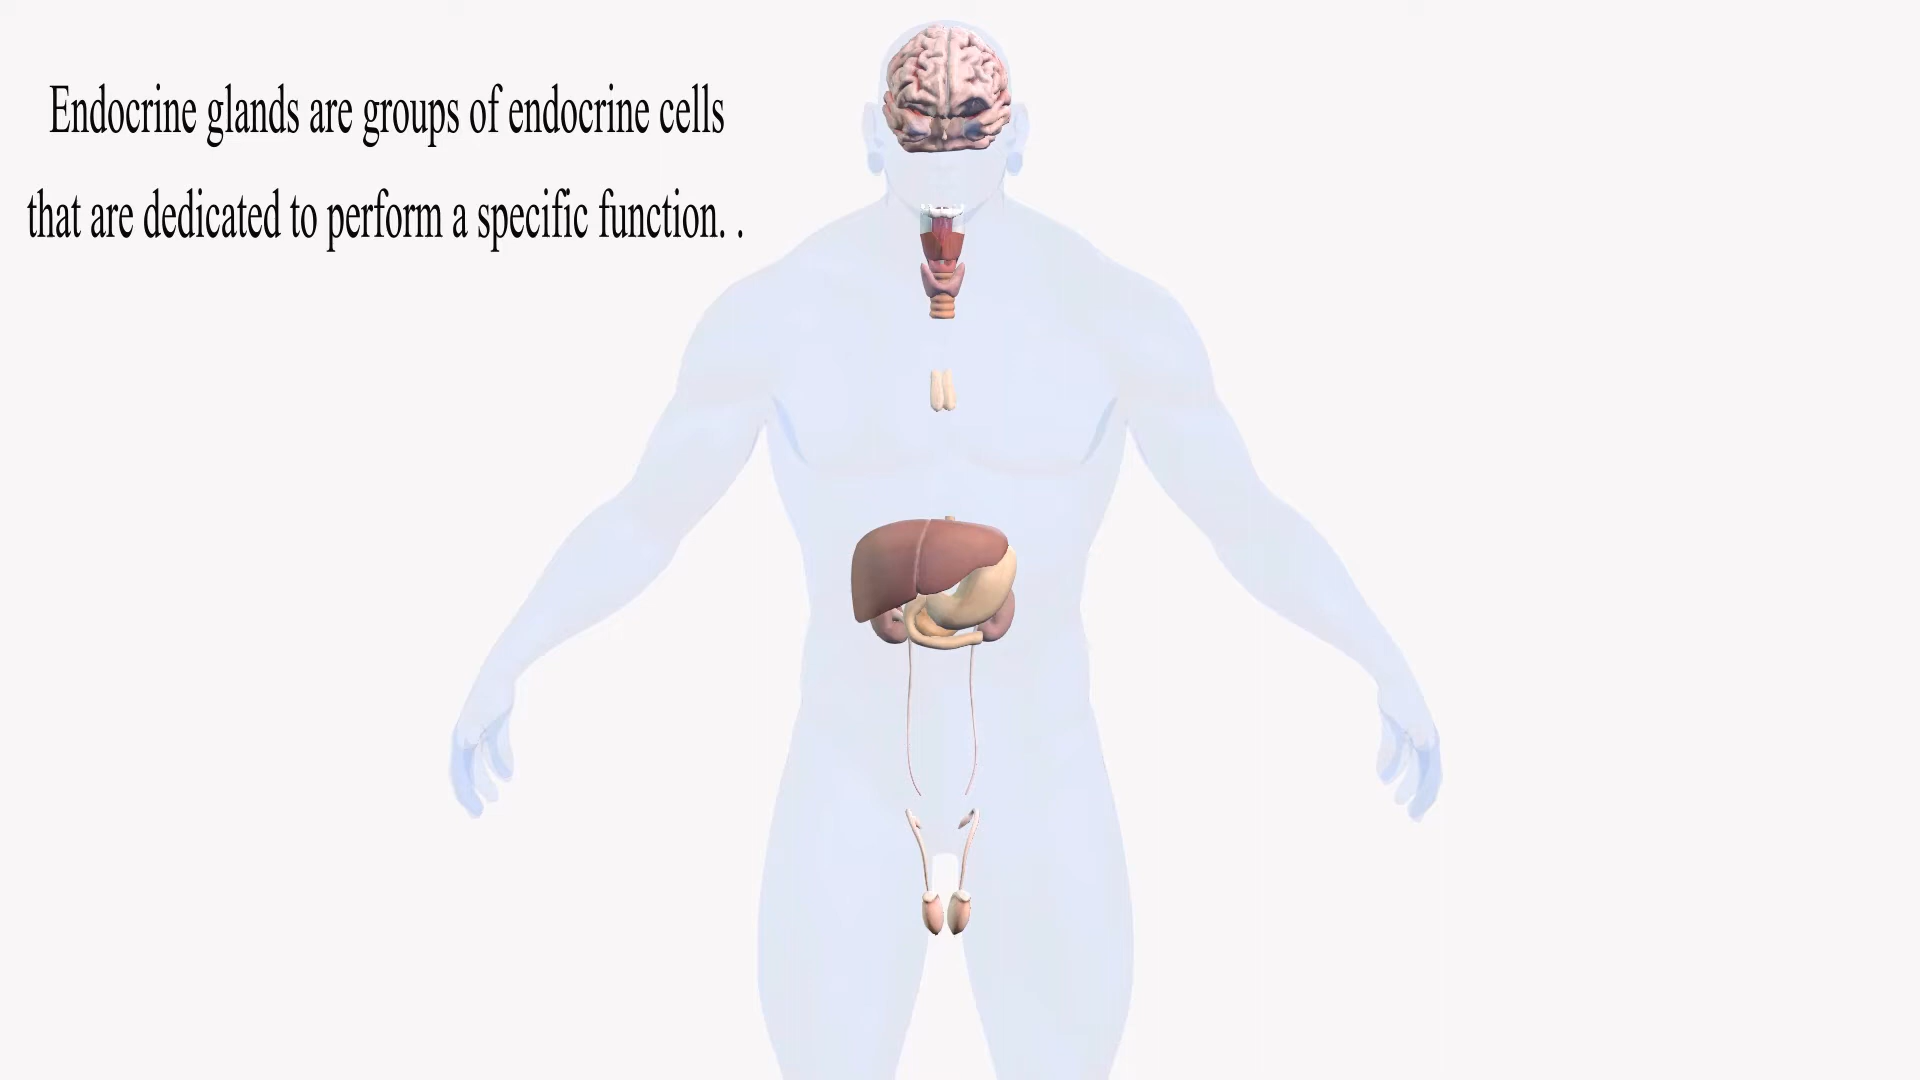 Endocrine glands are groups of endocrine cells
that are dedicated to perform a specific function. .